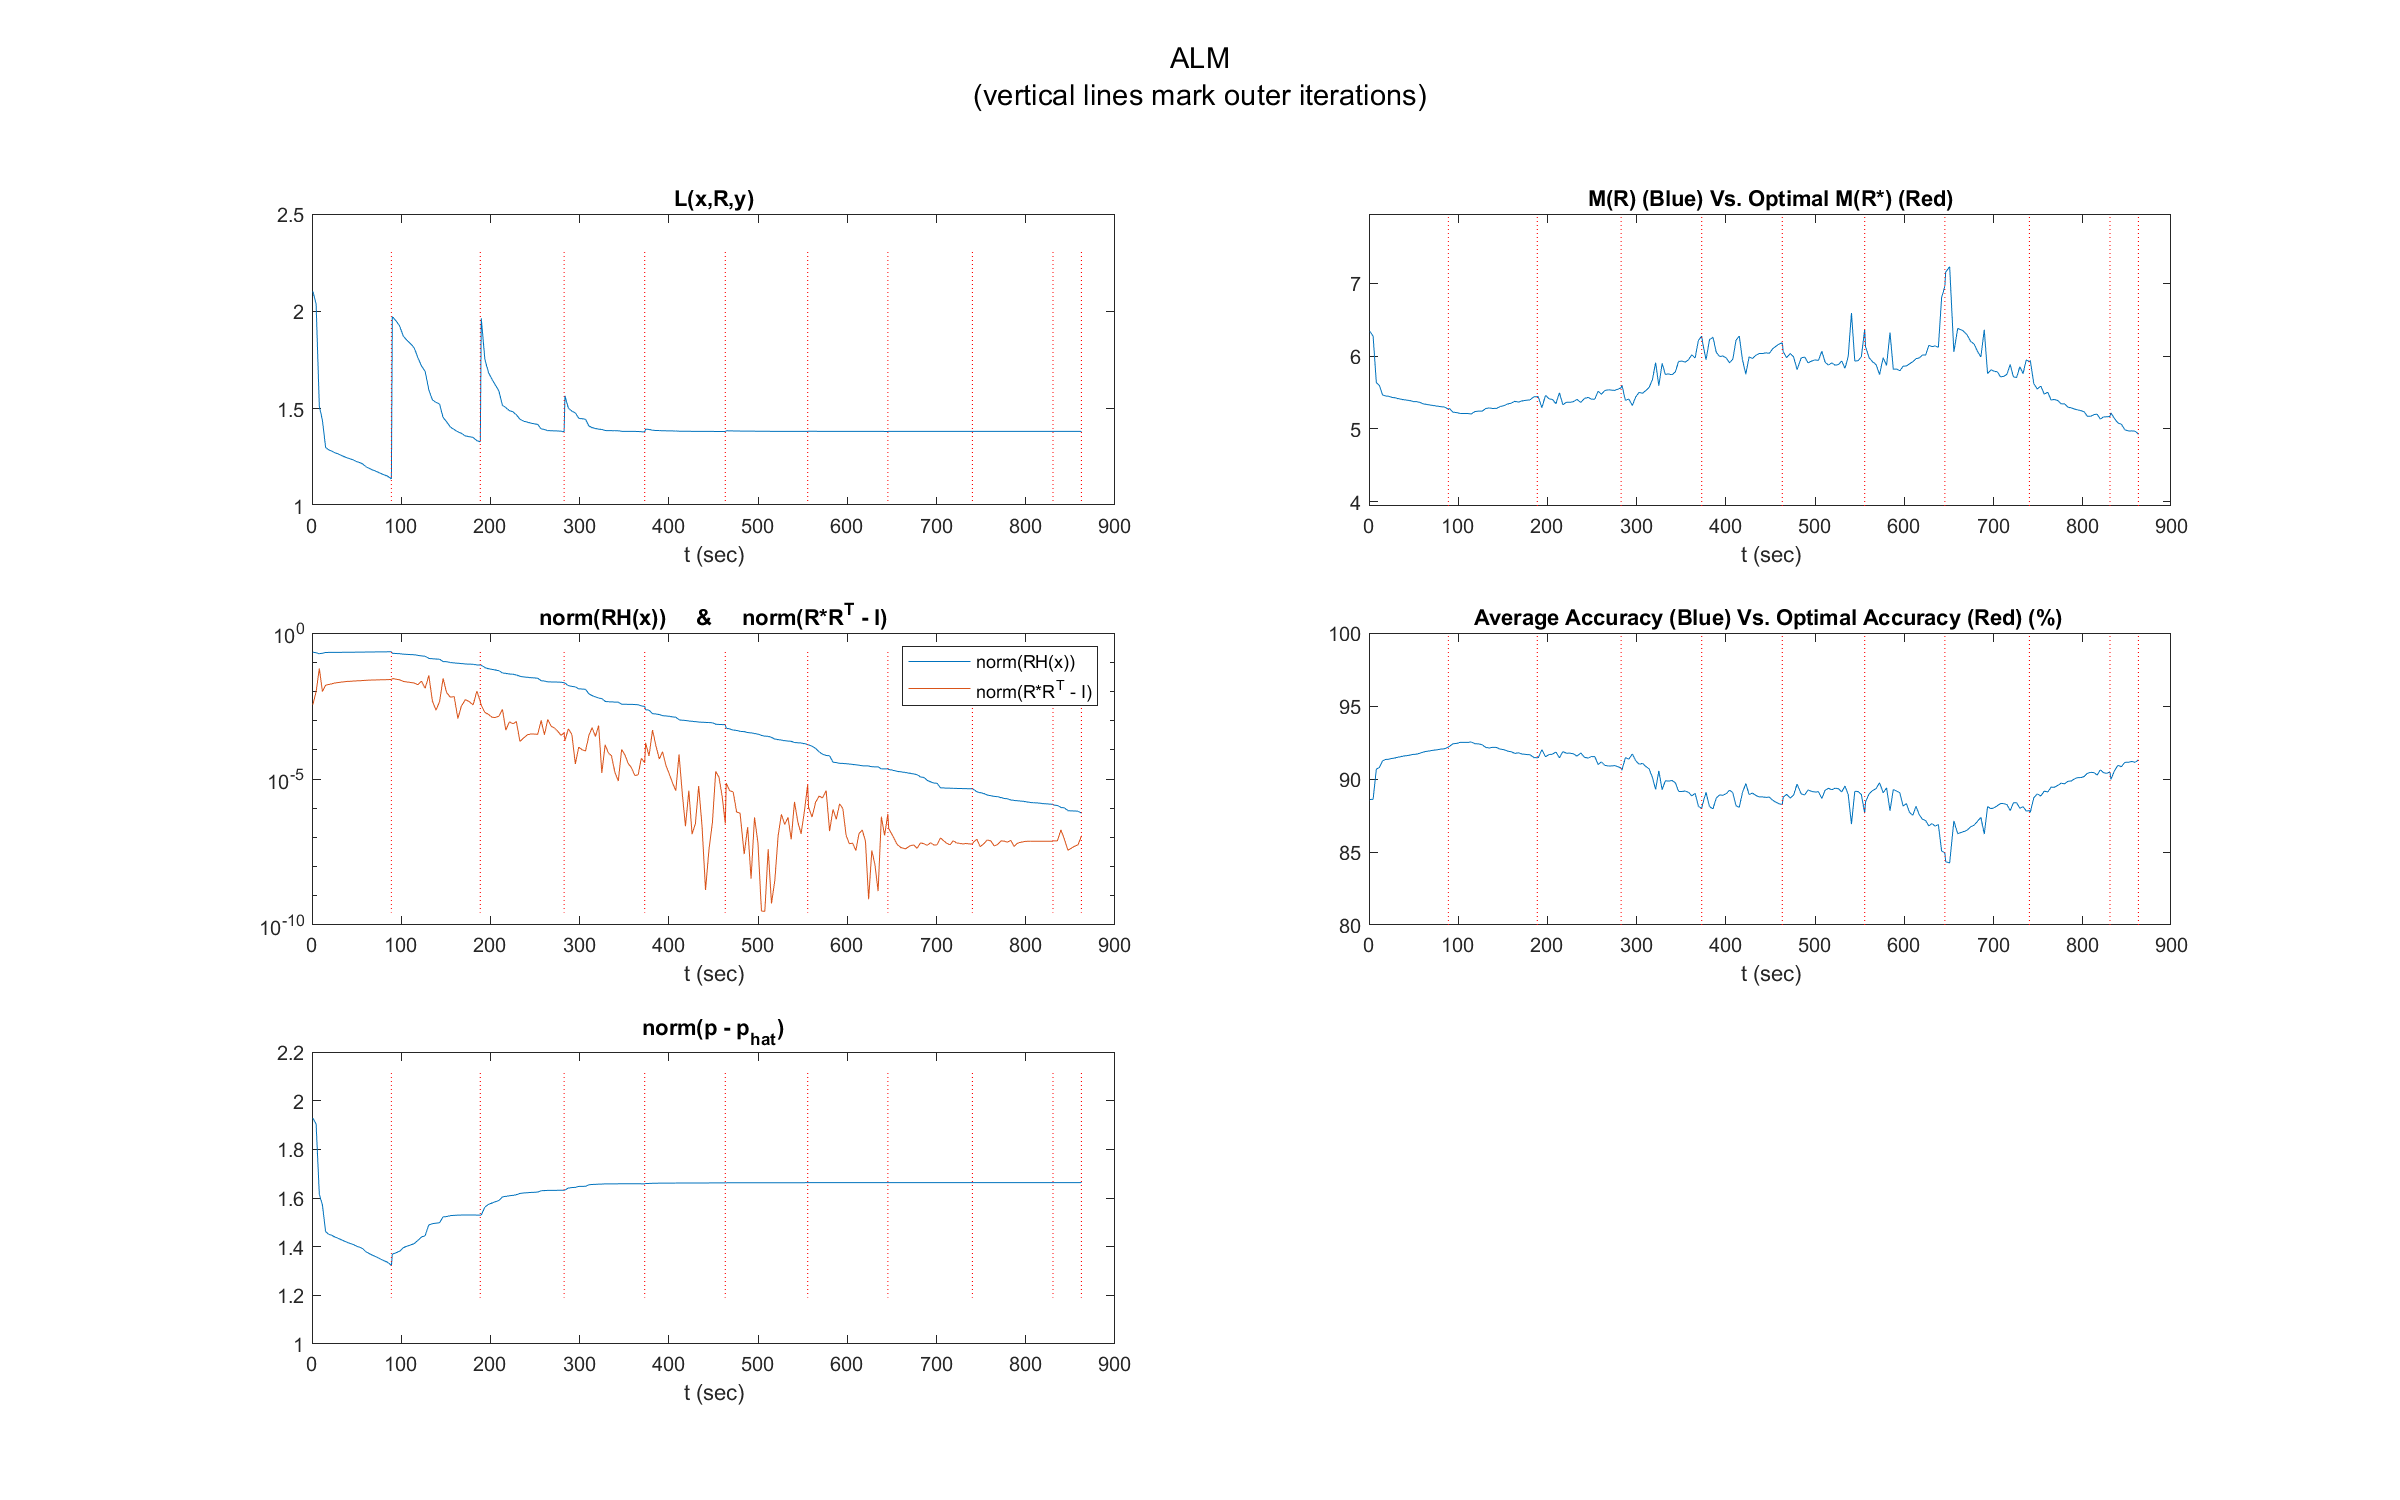 ALM
(vertical lines mark outer iterations)
L(x,R,y)
2.5
2
1.5
1
0 100 200 300 400 500 600 700 800 900
t (sec)
M(R) (Blue) Vs. Optimal M(R*) (Red)
7
6
5
4
0 100 200 300 400 500 600 700 800 900
t (sec)
norm(RH(x)) & norm(R*R^T - I)
10^0
10^-5
10^-10
norm(RH(x))
norm(R*R^T - I)
0 100 200 300 400 500 600 700 800 900
t (sec)
Average Accuracy (Blue) Vs. Optimal Accuracy (Red) (%)
100
95
90
85
80
0 100 200 300 400 500 600 700 800 900
t (sec)
norm(p - p_hat)
2.2
2
1.8
1.6
1.4
1.2
1
0 100 200 300 400 500 600 700 800 900
t (sec)